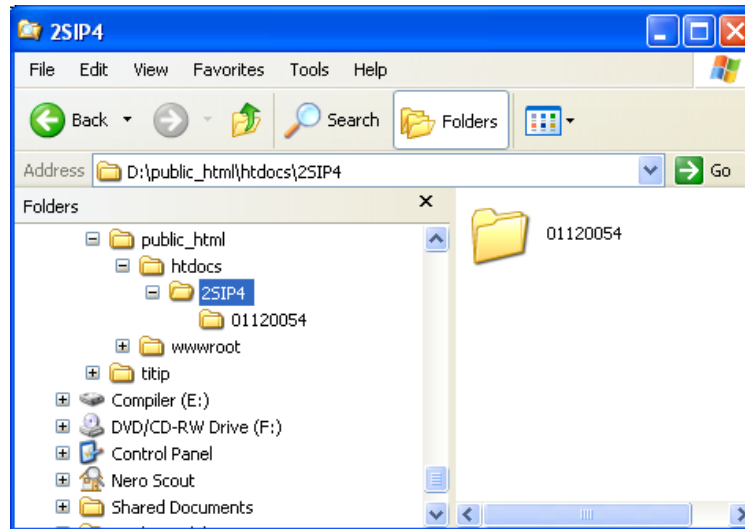 2SIP4
File Edit View Favorites Tools Help
Back Search Folders
Address D:\public_html\htdocs\2SIP4 Go
Folders
public_html
htdocs
2SIP4
01120054
wwwroot
titip
Compiler (E:)
DVD/CD-RW Drive (F:)
Control Panel
Nero Scout
Shared Documents
01120054